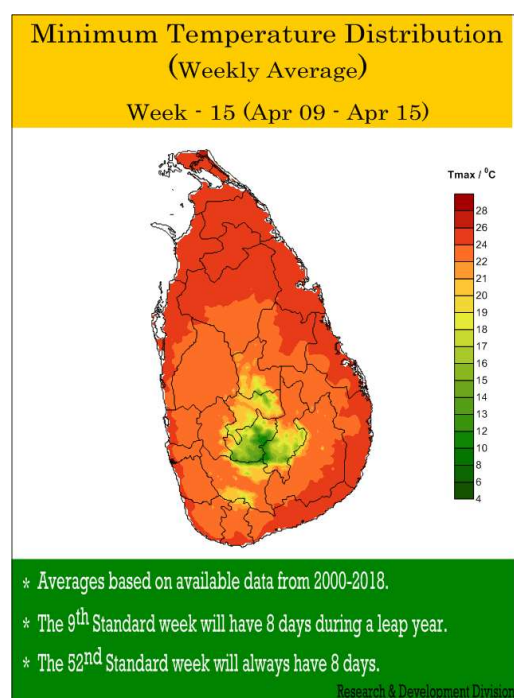 Minimum Temperature Distribution
(Weekly Average)
Week - 15 (Apr 09 - Apr 15)
Tmax / ⁰C
28
26
24
22
21
20
19
18
17
16
15
14
13
12
10
8
6
4
* Averages based on available data from 2000-2018.
* The 9th Standard week will have 8 days during a leap year.
* The 52nd Standard week will always have 8 days.
Research & Development Division